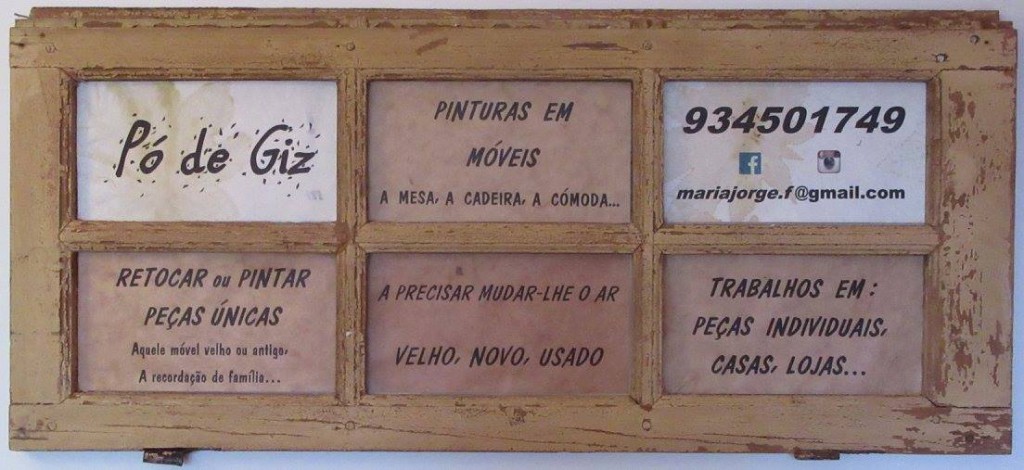 Pó de Giz
PINTURAS EM
MÓVEIS
A MESA, A CADEIRA, A CÓMODA...
934501749
mariajorge.f@gmail.com
RETOCAR ou PINTAR
PEÇAS ÚNICAS
Aquele móvel velho ou antigo,
A recordação de família...
A PRECISAR MUDAR-LHE O AR
VELHO, NOVO, USADO
TRABALHOS EM:
PEÇAS INDIVIDUAIS,
CASAS, LOJAS...